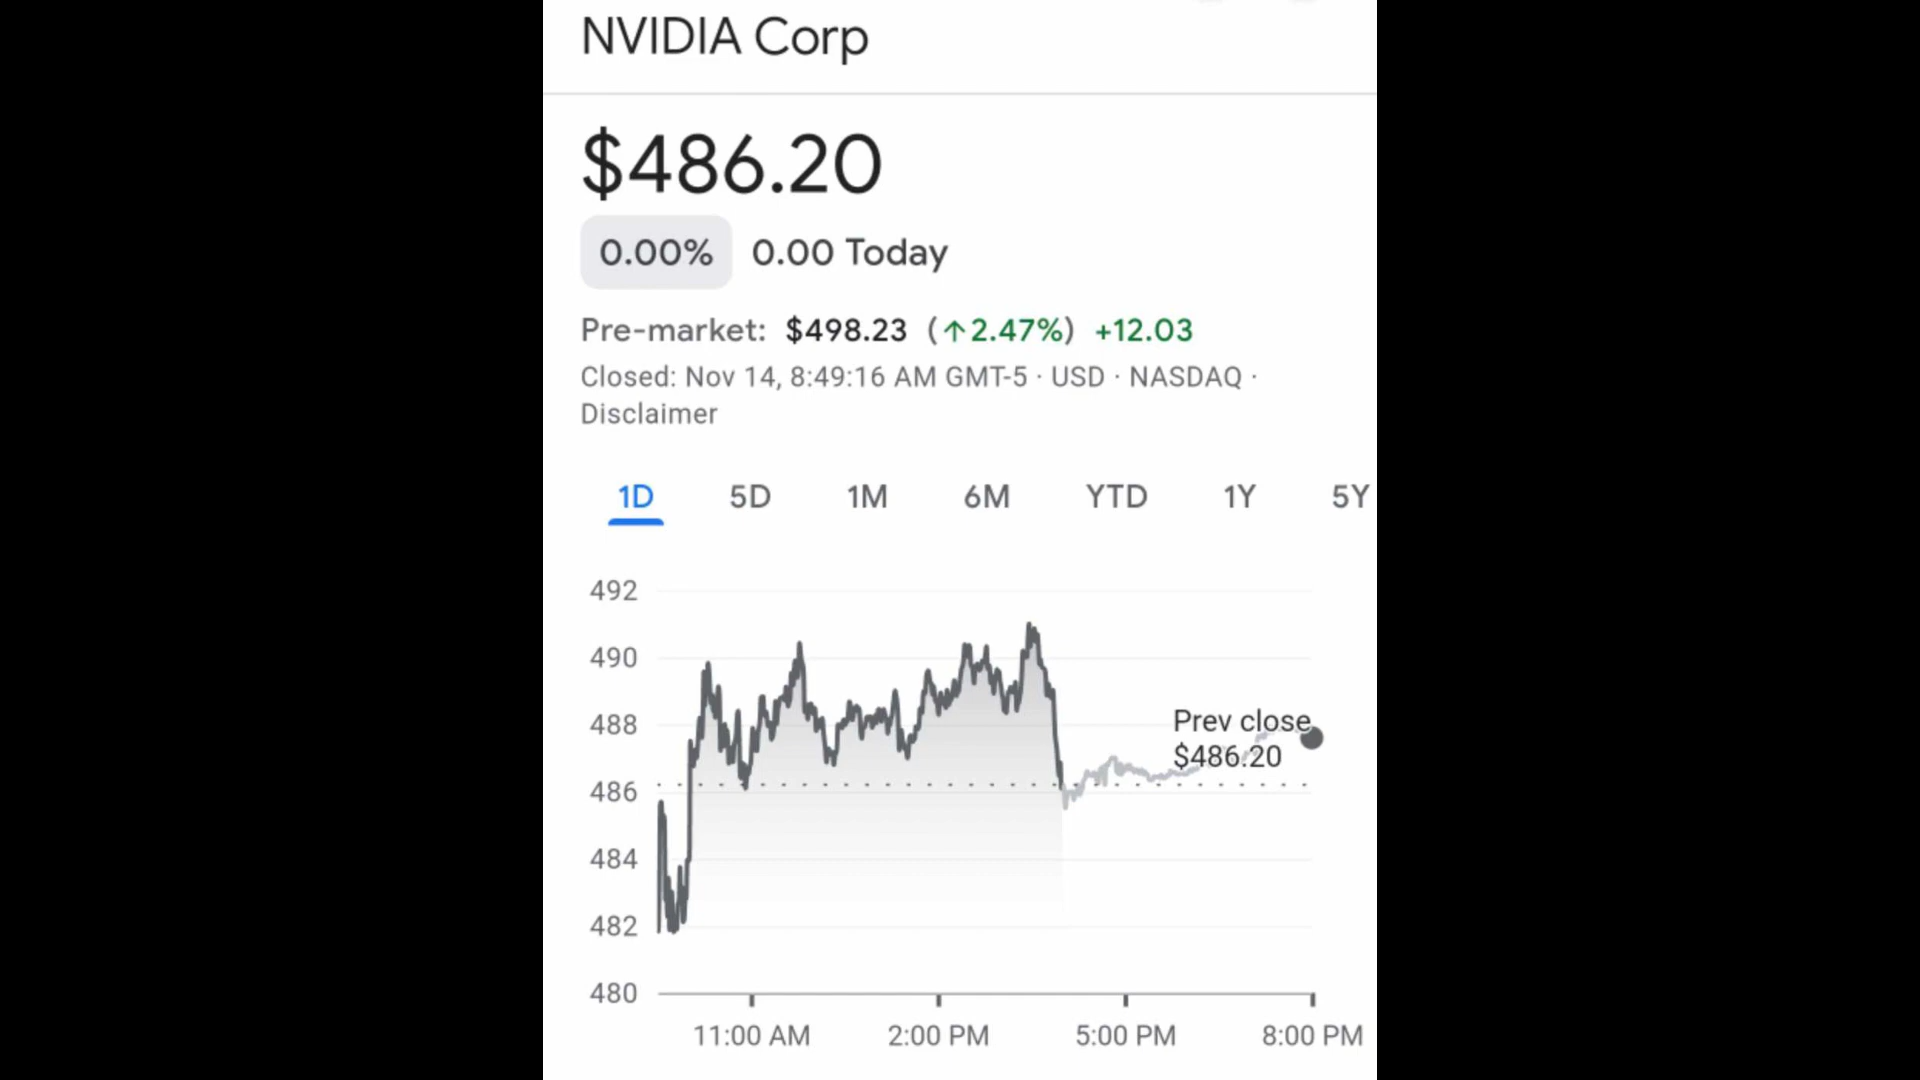 NVIDIA Corp
$486.20
0.00% 0.00 Today
Pre-market: $498.23 (↑2.47%) +12.03
Closed: Nov 14, 8:49:16 AM GMT-5 · USD · NASDAQ ·
Disclaimer
1D 5D 1M 6M YTD 1Y 5Y
492
490
488
Prev close
$486.20
486
484
482
480
11:00 AM 2:00 PM 5:00 PM 8:00 PM